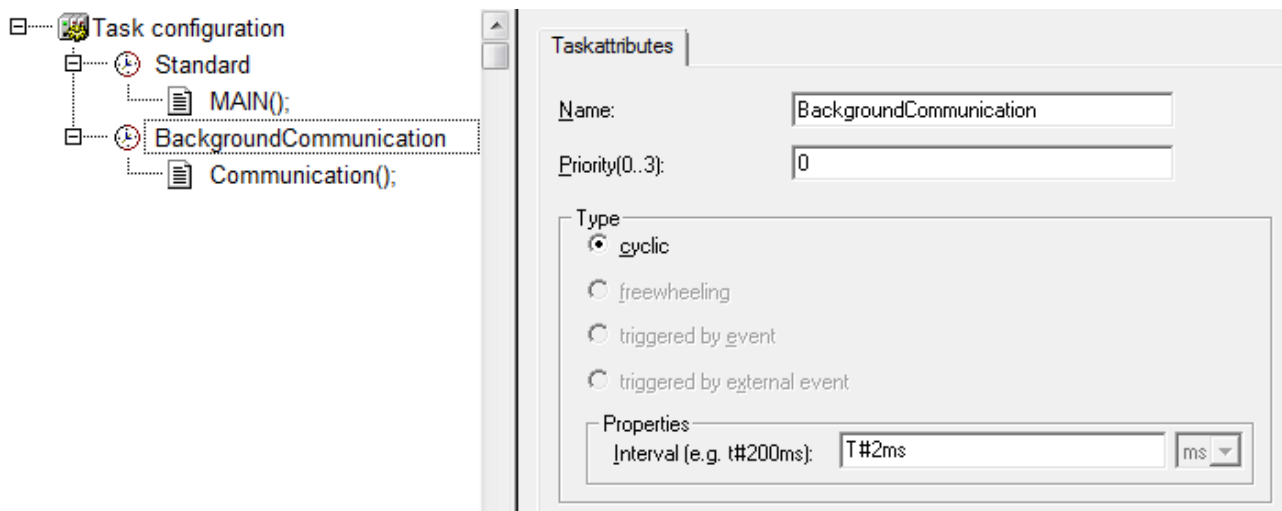 Task configuration
Standard
MAIN();
BackgroundCommunication
Communication();
Taskattributes
Name: BackgroundCommunication
Priority(0..3): 0
Type
cyclic
freewheeling
triggered by event
triggered by external event
Properties
Interval (e.g. t#200ms): T#2ms ms